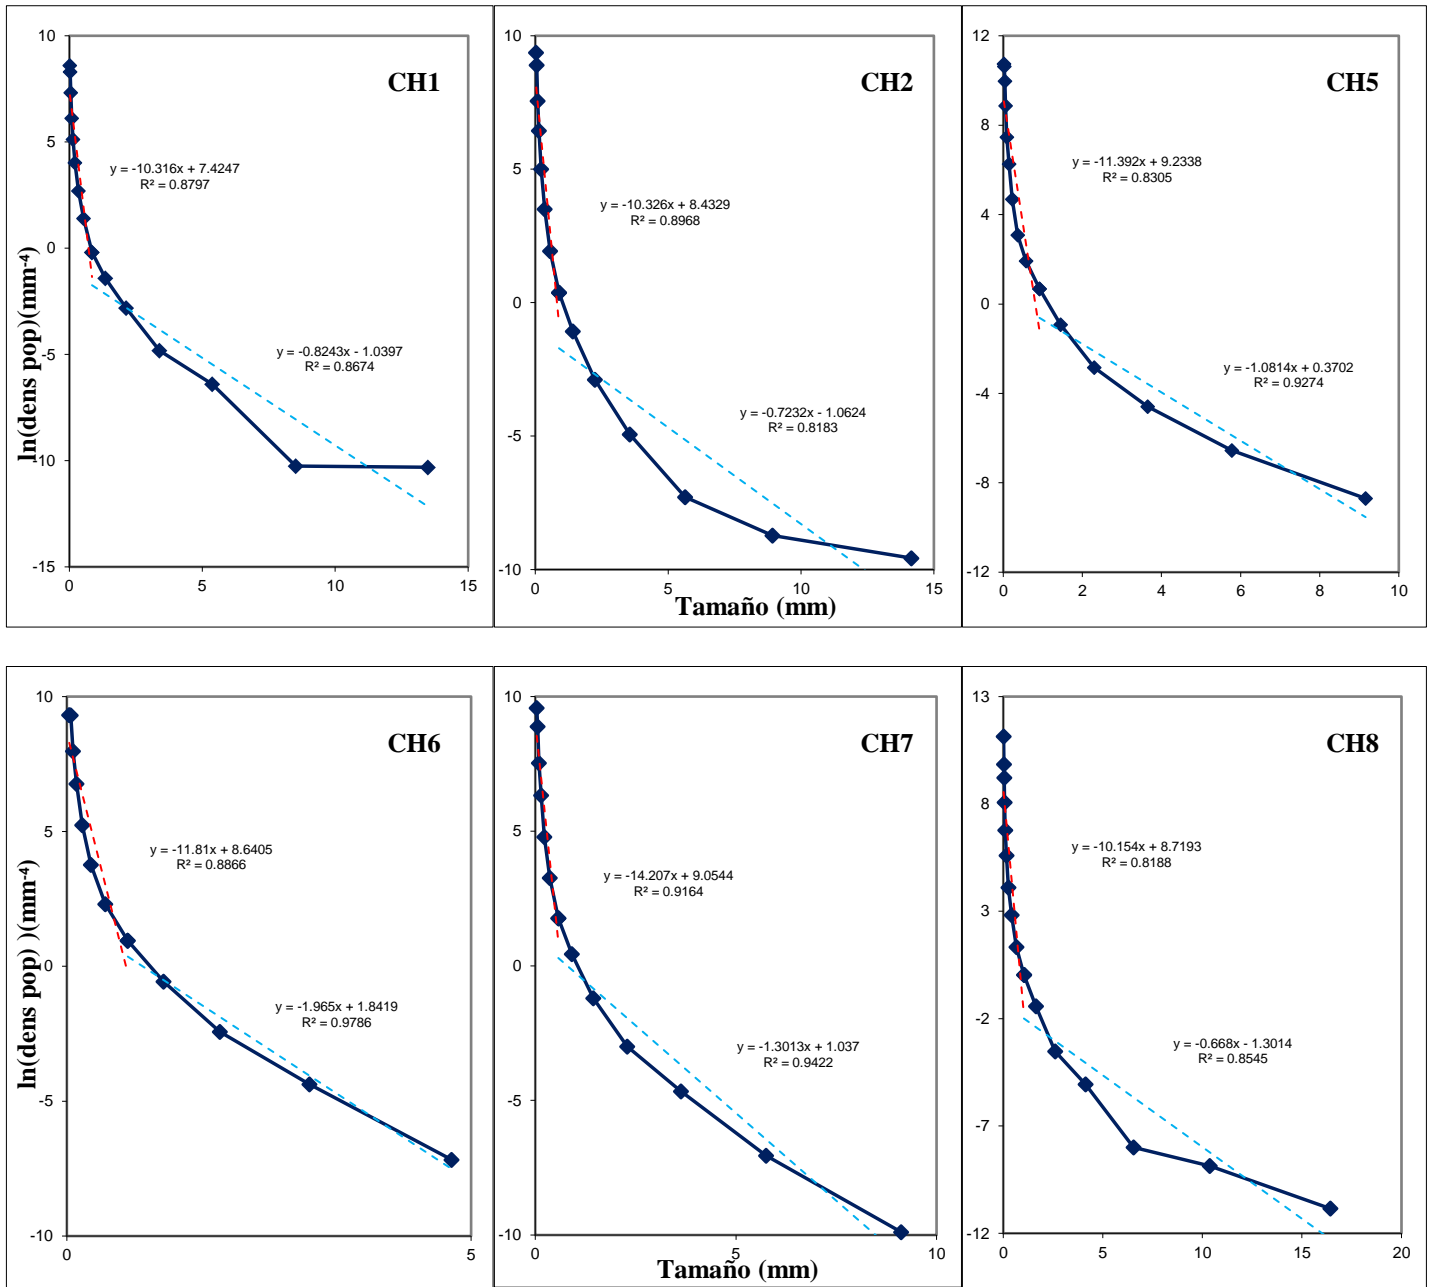 CH1
10
5
0
-5
-10
-15
0
5
10
15
y = -10.316x + 7.4247
R² = 0.8797
y = -0.8243x - 1.0397
R² = 0.8674
ln(dens pop)(mm⁻⁴)
CH2
10
5
0
-5
-10
0
5
10
15
y = -10.326x + 8.4329
R² = 0.8968
y = -0.7232x - 1.0624
R² = 0.8183
Tamaño (mm)
CH5
12
8
4
0
-4
-8
-12
0
2
4
6
8
10
y = -11.392x + 9.2338
R² = 0.8305
y = -1.0814x + 0.3702
R² = 0.9274
CH6
10
5
0
-5
-10
0
5
y = -11.81x + 8.6405
R² = 0.8866
y = -1.965x + 1.8419
R² = 0.9786
ln(dens pop) )(mm⁻⁴)
CH7
10
5
0
-5
-10
0
5
10
y = -14.207x + 9.0544
R² = 0.9164
y = -1.3013x + 1.037
R² = 0.9422
Tamaño (mm)
CH8
13
8
3
-2
-7
-12
0
5
10
15
20
y = -10.154x + 8.7193
R² = 0.8188
y = -0.668x - 1.3014
R² = 0.8545